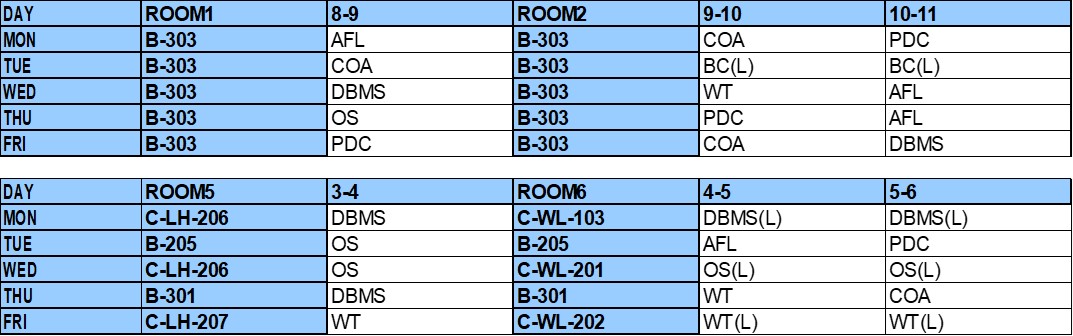 DAY ROOM1 8-9 ROOM2 9-10 10-11
MON B-303 AFL B-303 COA PDC
TUE B-303 COA B-303 BC(L) BC(L)
WED B-303 DBMS B-303 WT AFL
THU B-303 OS B-303 PDC AFL
FRI B-303 PDC B-303 COA DBMS
DAY ROOM5 3-4 ROOM6 4-5 5-6
MON C-LH-206 DBMS C-WL-103 DBMS(L) DBMS(L)
TUE B-205 OS B-205 AFL PDC
WED C-LH-206 OS C-WL-201 OS(L) OS(L)
THU B-301 DBMS B-301 WT COA
FRI C-LH-207 WT C-WL-202 WT(L) WT(L)